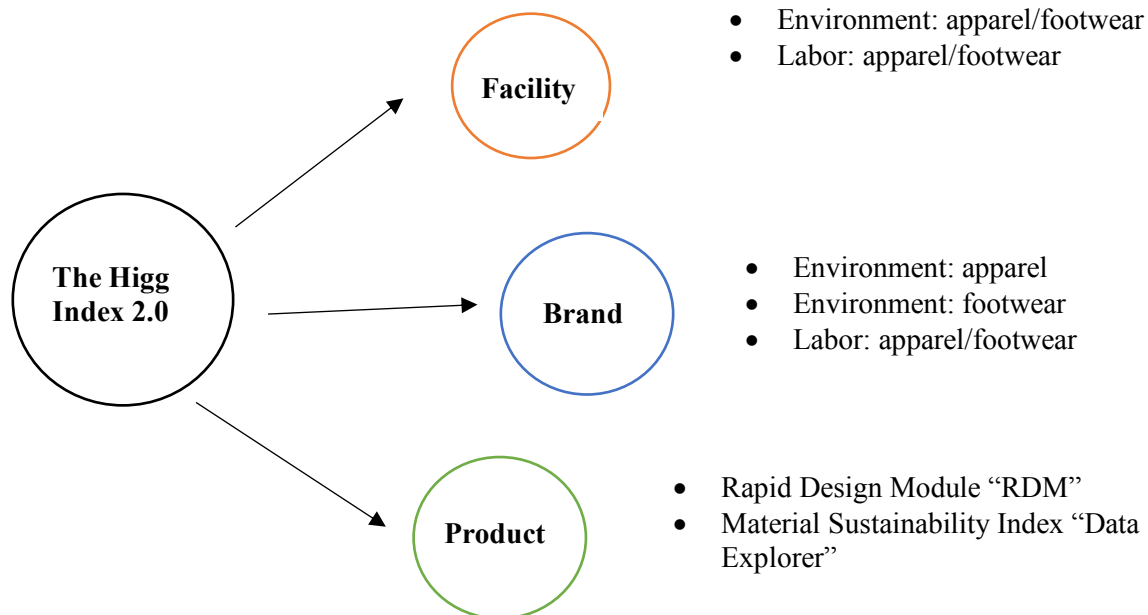 The Higg
Index 2.0
Facility
• Environment: apparel/footwear
• Labor: apparel/footwear
Brand
• Environment: apparel
• Environment: footwear
• Labor: apparel/footwear
Product
• Rapid Design Module “RDM”
• Material Sustainability Index “Data
Explorer”